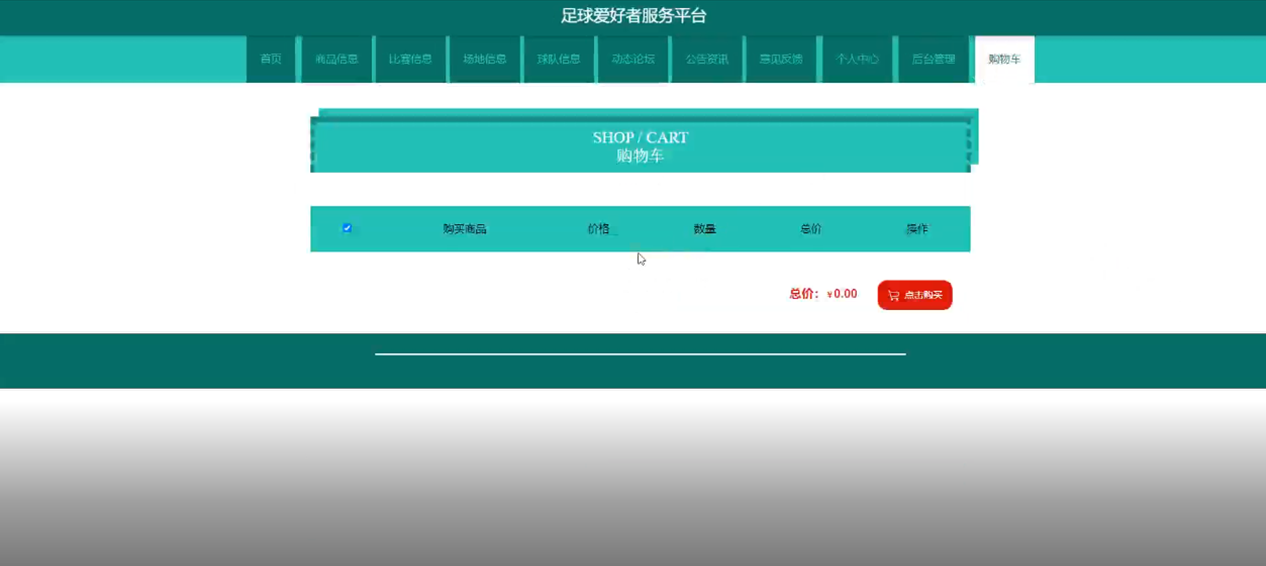 足球爱好者服务平台
首页 商品信息 比赛信息 场地信息 球队信息 动态论坛 公告资讯 意见反馈 个人中心 后台管理 购物车
SHOP / CART
购物车
购买商品 价格 数量 总价 操作
总价：￥0.00 点击购买